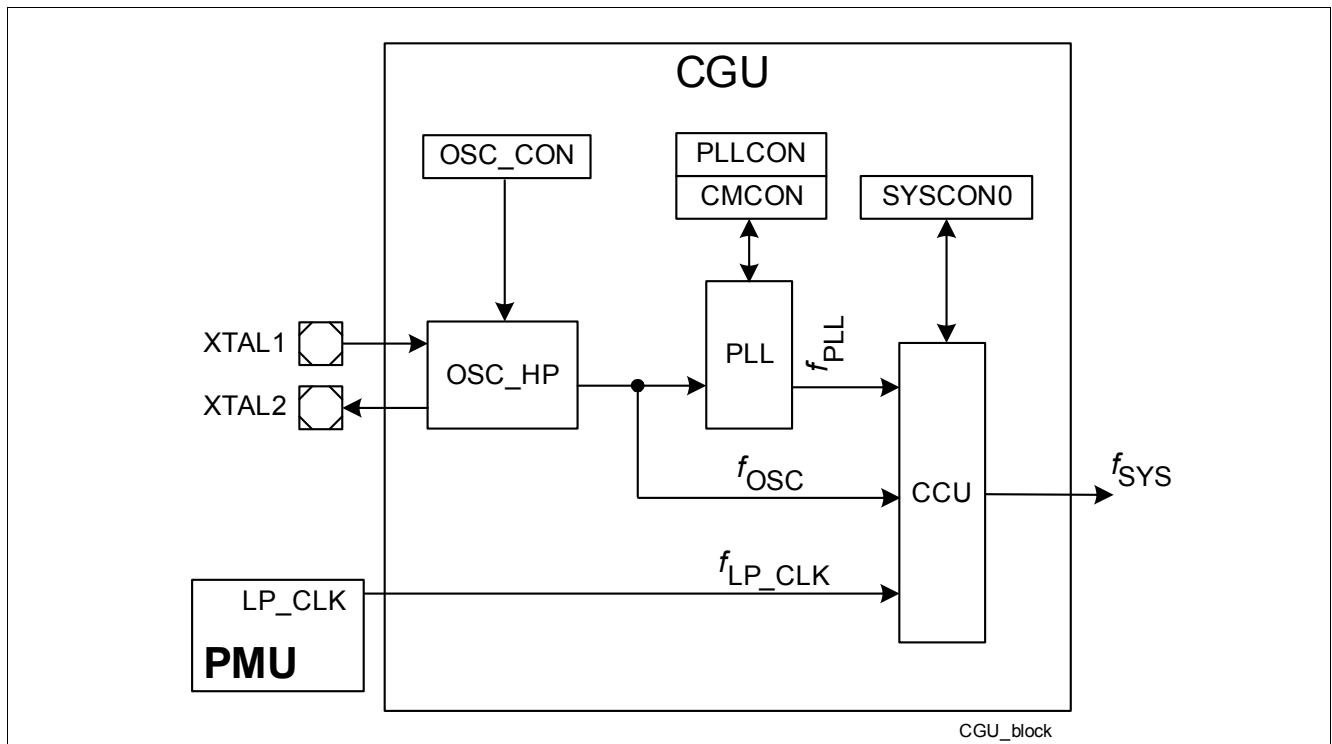 CGU
OSC_CON
PLLCON
CMCON
SYSCON0
XTAL1
XTAL2
OSC_HP
PLL
fPLL
fOSC
CCU
fSYS
fLP_CLK
LP_CLK
PMU
CGU_block